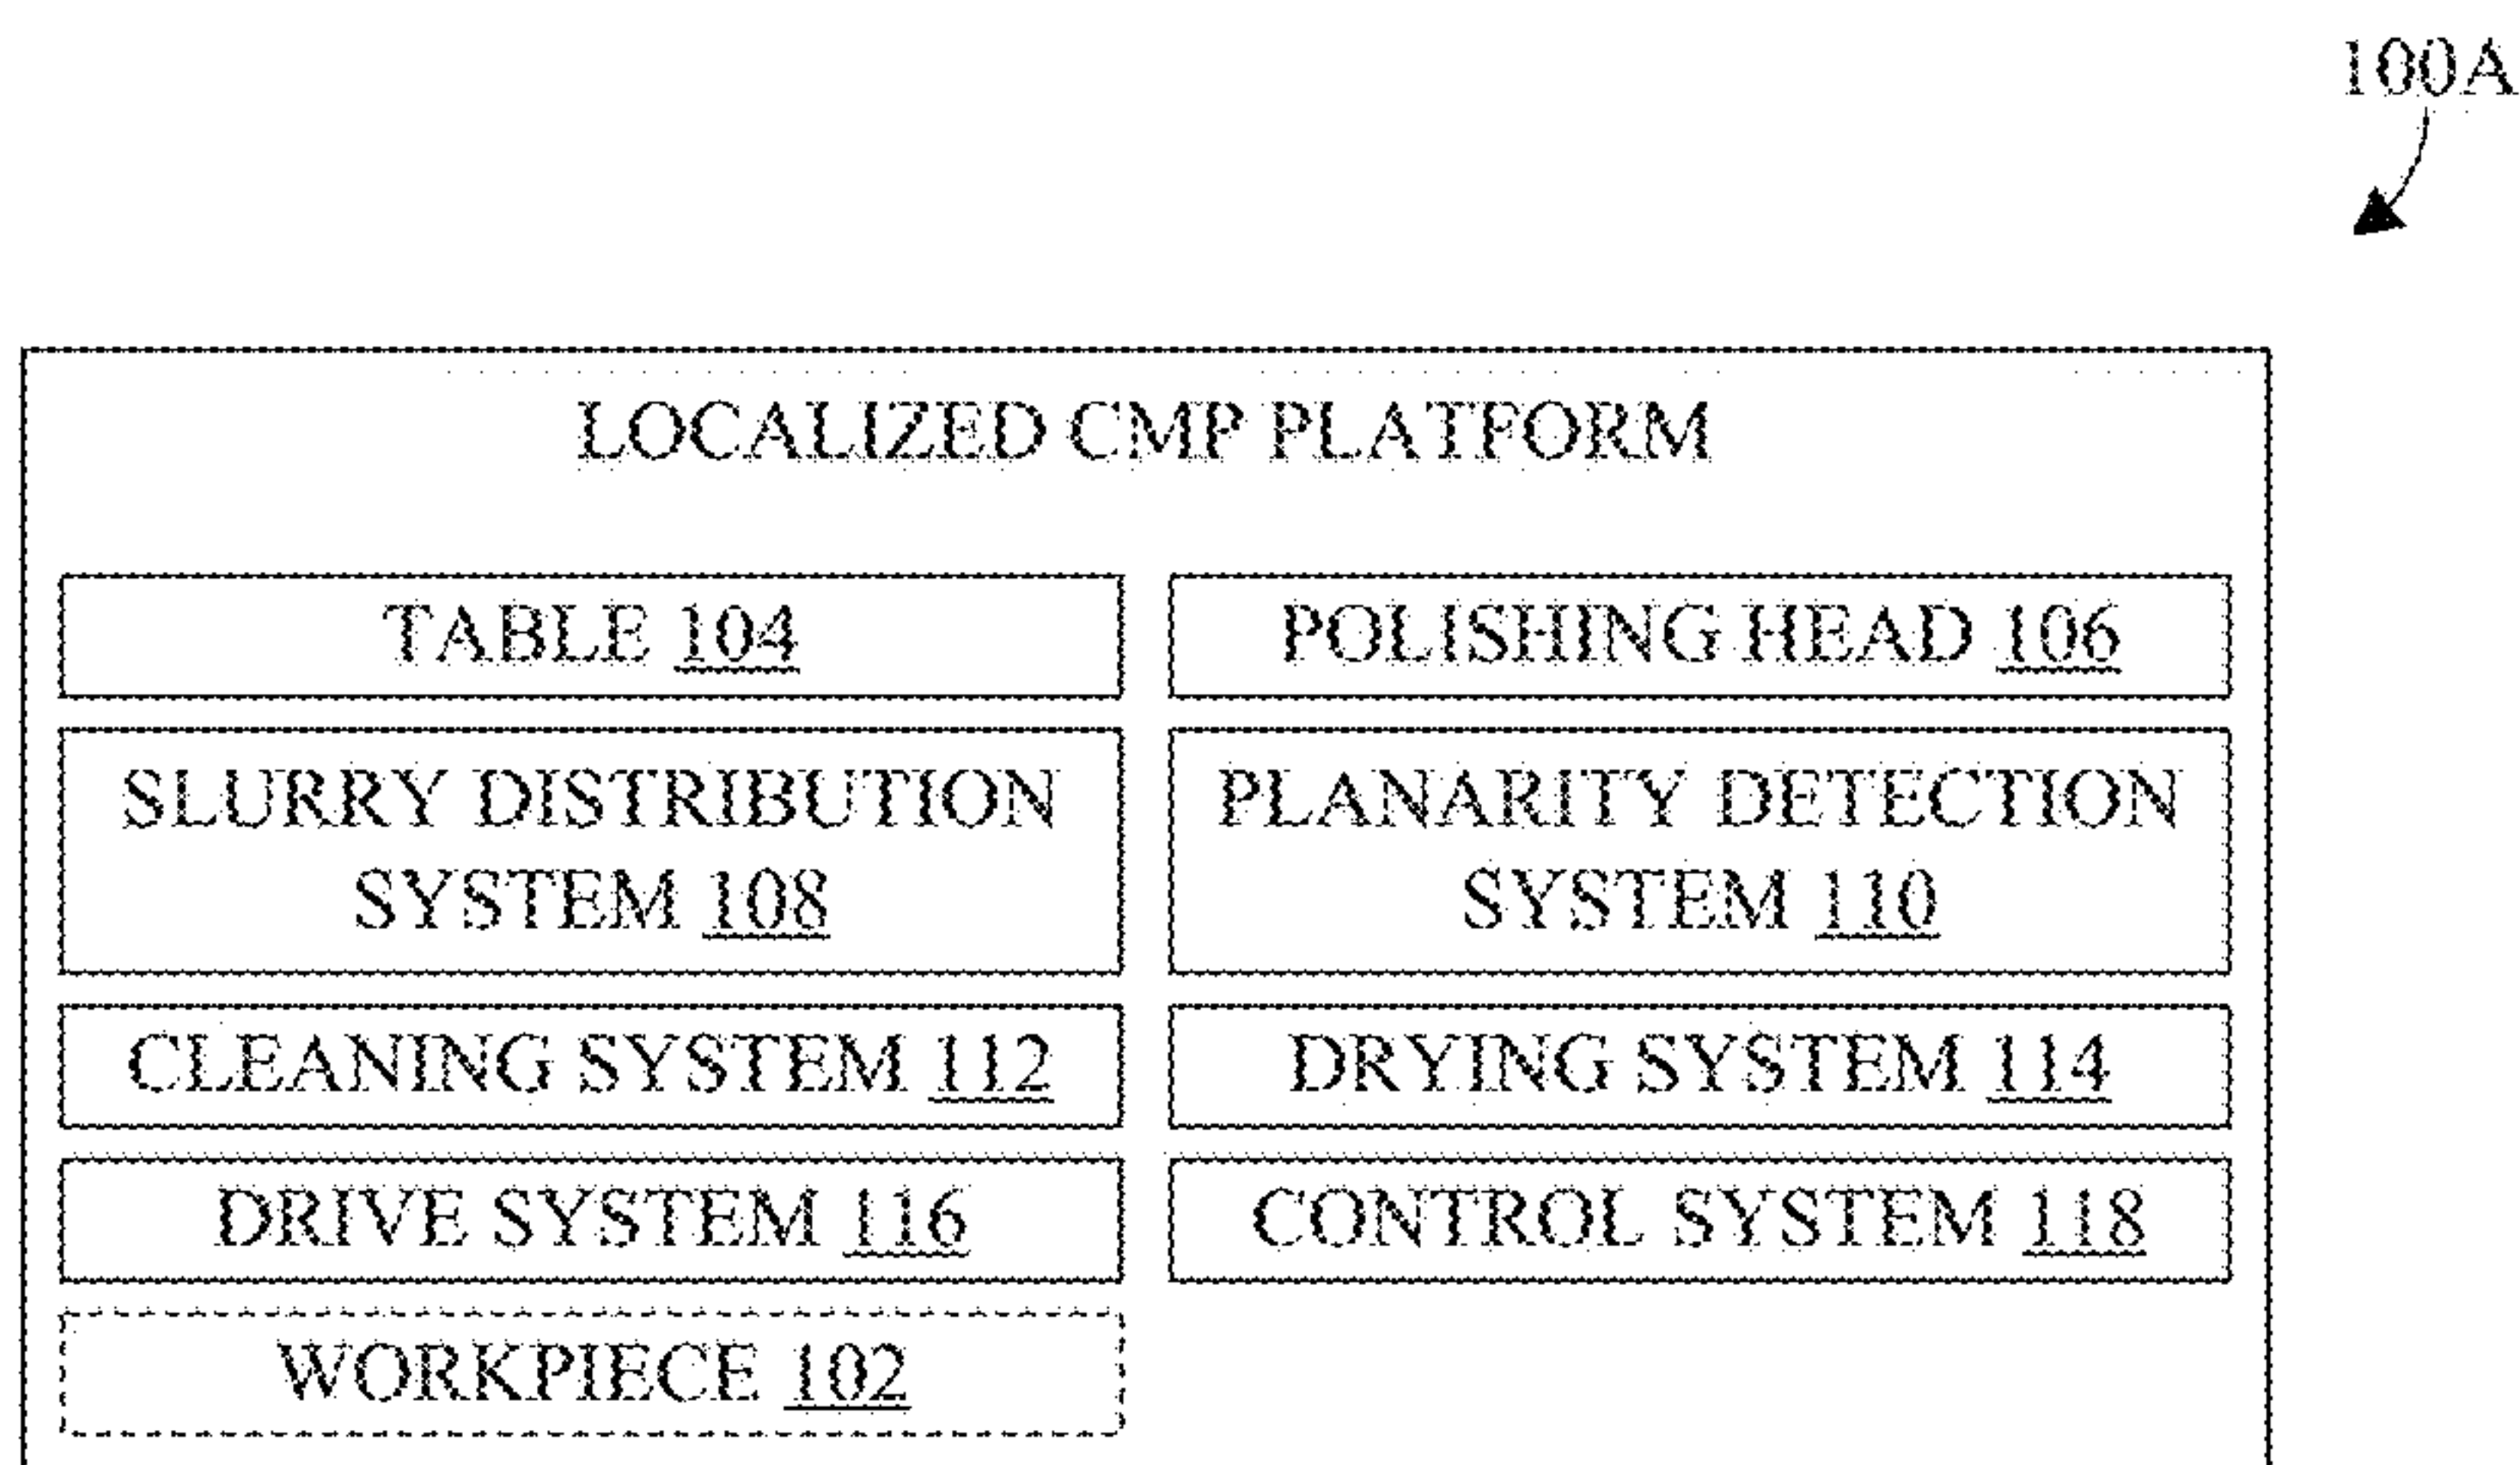 100A
LOCALIZED CMP PLATFORM
TABLE 104
POLISHING HEAD 106
SLURRY DISTRIBUTION
SYSTEM 108
PLANARITY DETECTION
SYSTEM 110
CLEANING SYSTEM 112
DRYING SYSTEM 114
DRIVE SYSTEM 116
CONTROL SYSTEM 118
WORKPIECE 102